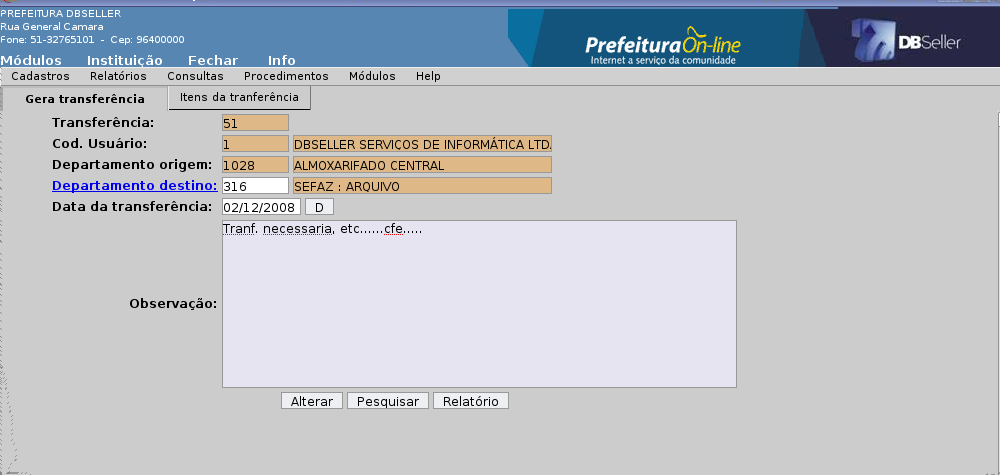 PREFEITURA DBSELLER
Rua General Camara
Fone: 51-32765101 - Cep: 96400000
PrefeituraOn-line
Internet a serviço da comunidade
DBSeller
Módulos Instituição Fechar Info
Cadastros Relatórios Consultas Procedimentos Módulos Help
Gera transferência Itens da tranferência
Transferência: 51
Cod. Usuário: 1 DBSELLER SERVIÇOS DE INFORMÁTICA LTD.
Departamento origem: 1028 ALMOXARIFADO CENTRAL
Departamento destino: 316 SEFAZ : ARQUIVO
Data da transferência: 02/12/2008 D
Tranf. necessaria, etc......cfe.....
Observação:
Alterar Pesquisar Relatório